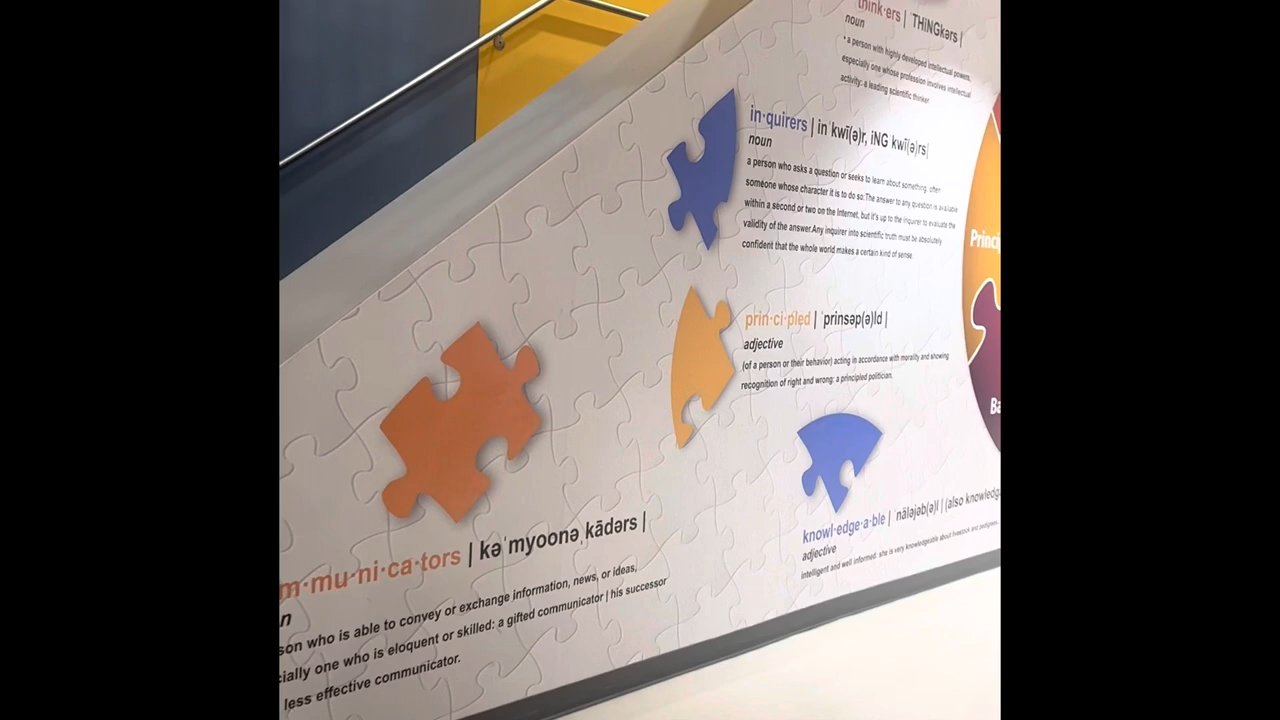 think·ers | THiNGkərs |
noun
• a person with highly developed intellectual powers,
especially one whose profession involves intellectual
activity: a leading scientific thinker.
in·quirers | inˈkwī(ə)r, iNG kwī(ə)rs|
noun
a person who asks a question or seeks to learn about something, often
someone whose character it is to do so:The answer to any question is available
within a second or two on the Internet, but it's up to the inquirer to evaluate the
validity of the answer.Any inquirer into scientific truth must be absolutely
confident that the whole world makes a certain kind of sense.
Princi
prin·ci·pled | ˈprinsəp(ə)ld |
adjective
(of a person or their behavior) acting in accordance with morality and showing
recognition of right and wrong: a principled politician.
Ba
knowl·edge·a·ble | ˈnäləjəb(ə)l | (also knowledg
adjective
intelligent and well informed: she is very knowledgeable about livestock and pedigrees.
m·mu·ni·ca·tors | kəˈmyoonəˌkādərs |
n
son who is able to convey or exchange information, news, or ideas,
cially one who is eloquent or skilled: a gifted communicator | his successor
less effective communicator.